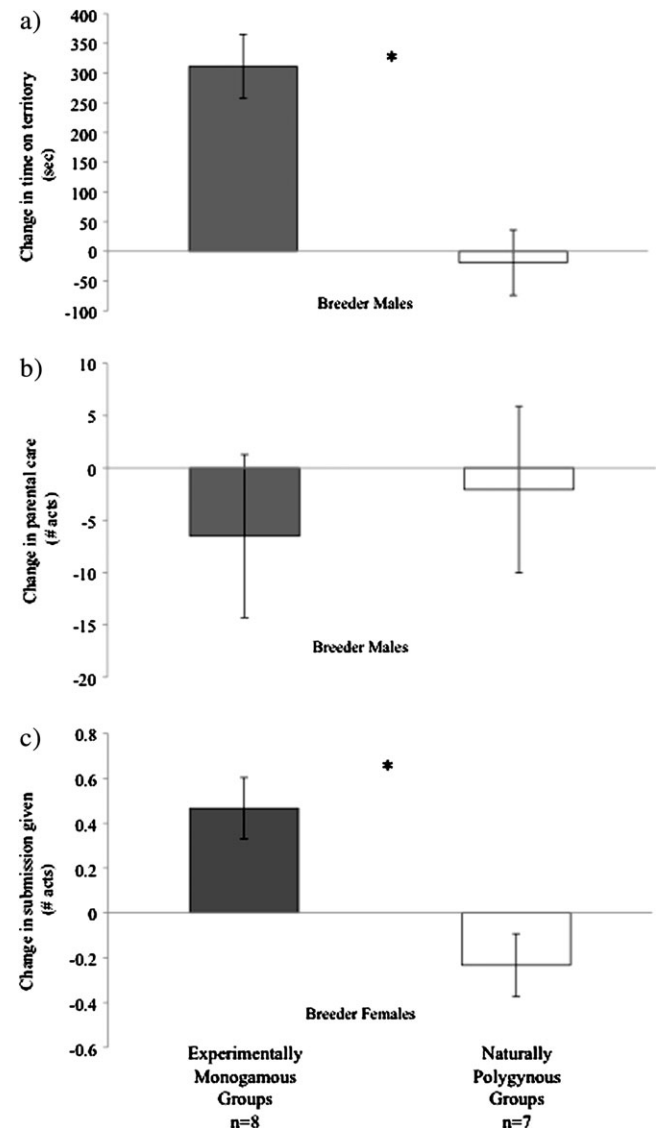 a)
Change in time on territory
(sec)
400
350
300
250
200
150
100
50
0
-50
-100
*
Breeder Males
b)
Change in parental care
(# acts)
10
5
0
-5
-10
-15
-20
Breeder Males
c)
Change in submission given
(# acts)
0.8
0.6
0.4
0.2
0
-0.2
-0.4
-0.6
*
Breeder Females
Experimentally
Monogamous
Groups
n=8
Naturally
Polygynous
Groups
n=7